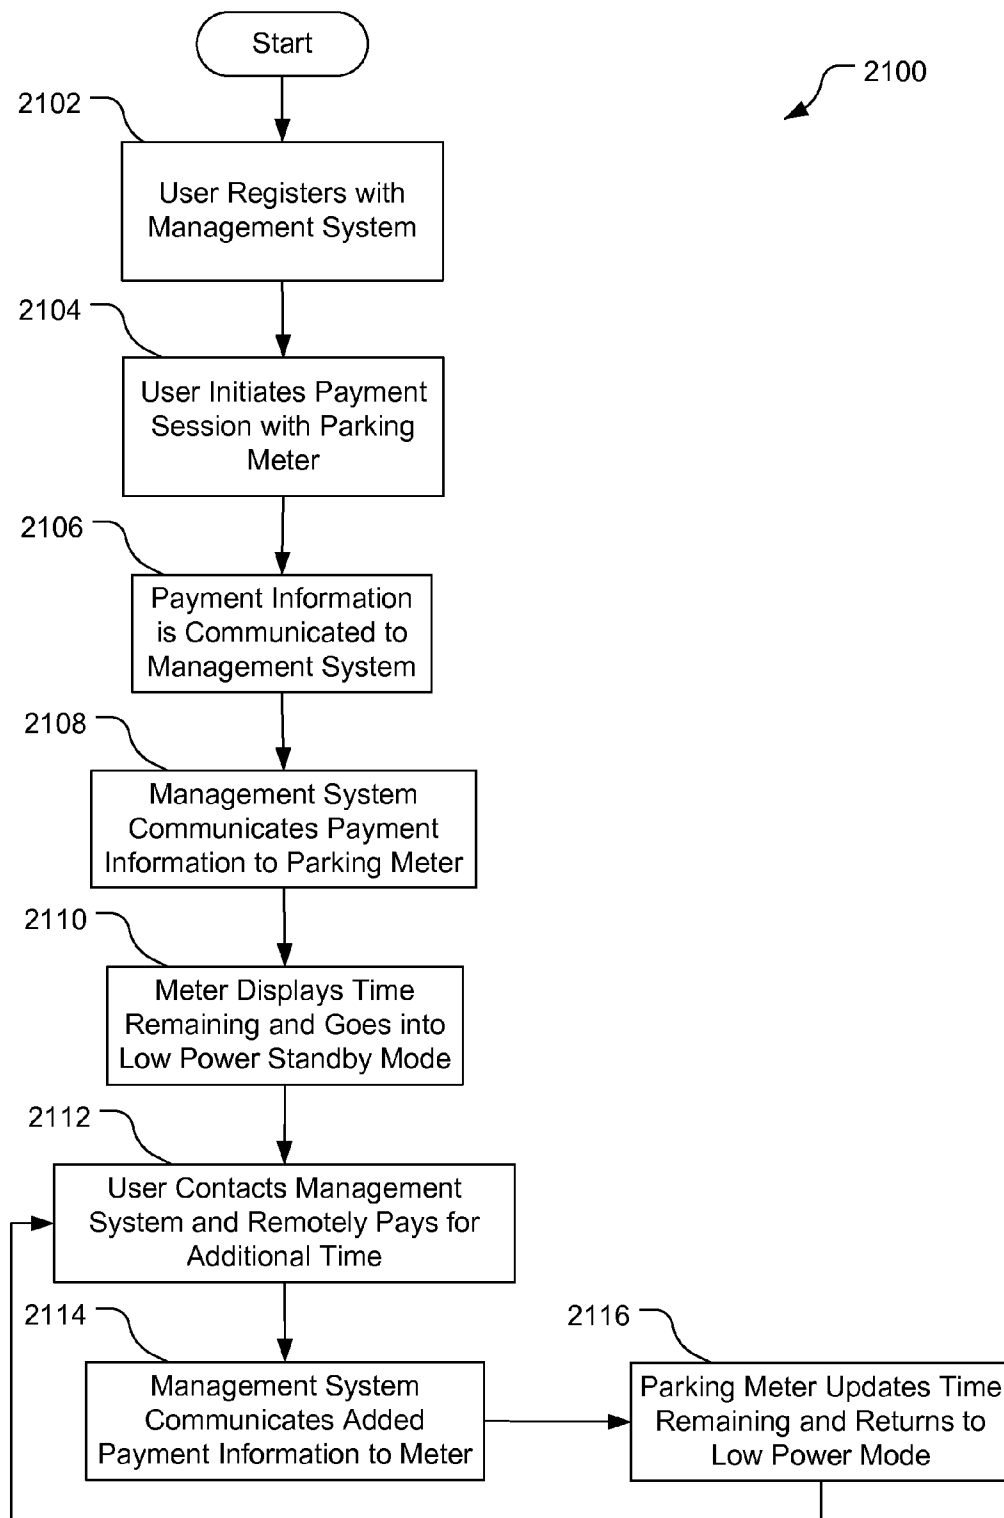 Start
2100
2102
User Registers with
Management System
2104
User Initiates Payment
Session with Parking
Meter
2106
Payment Information
is Communicated to
Management System
2108
Management System
Communicates Payment
Information to Parking Meter
2110
Meter Displays Time
Remaining and Goes into
Low Power Standby Mode
2112
User Contacts Management
System and Remotely Pays for
Additional Time
2114
Management System
Communicates Added
Payment Information to Meter
2116
Parking Meter Updates Time
Remaining and Returns to
Low Power Mode